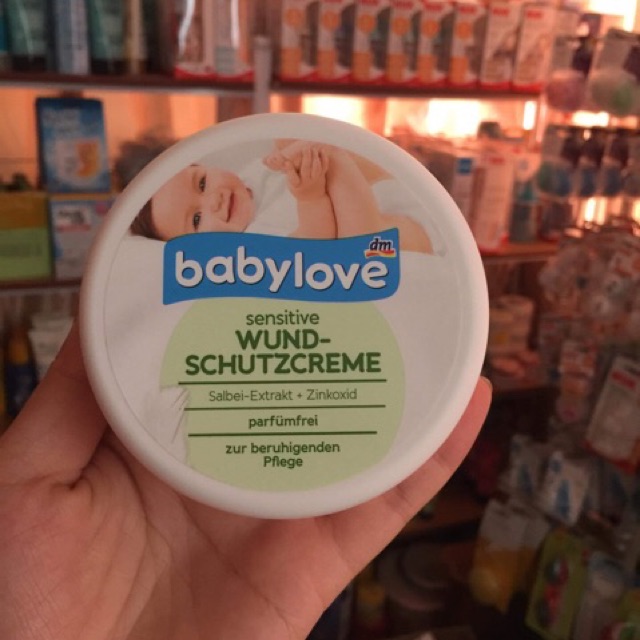 dm
babylove
sensitive
WUND-
SCHUTZCREME
Salbei-Extrakt + Zinkoxid
parfümfrei
zur beruhigenden
Pflege